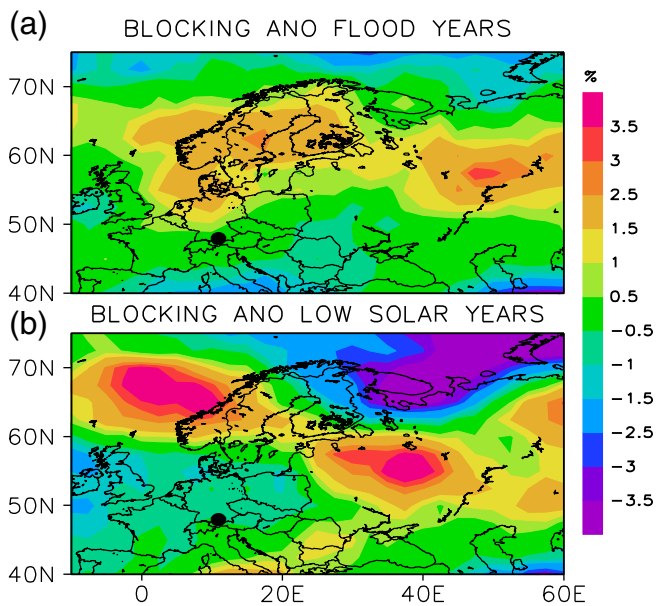 (a)
BLOCKING ANO FLOOD YEARS
%
70N
60N
50N
40N
3.5
3
2.5
2
1.5
1
0.5
−0.5
−1
−1.5
−2
−2.5
−3
−3.5
(b)
BLOCKING ANO LOW SOLAR YEARS
70N
60N
50N
40N
0
20E
40E
60E